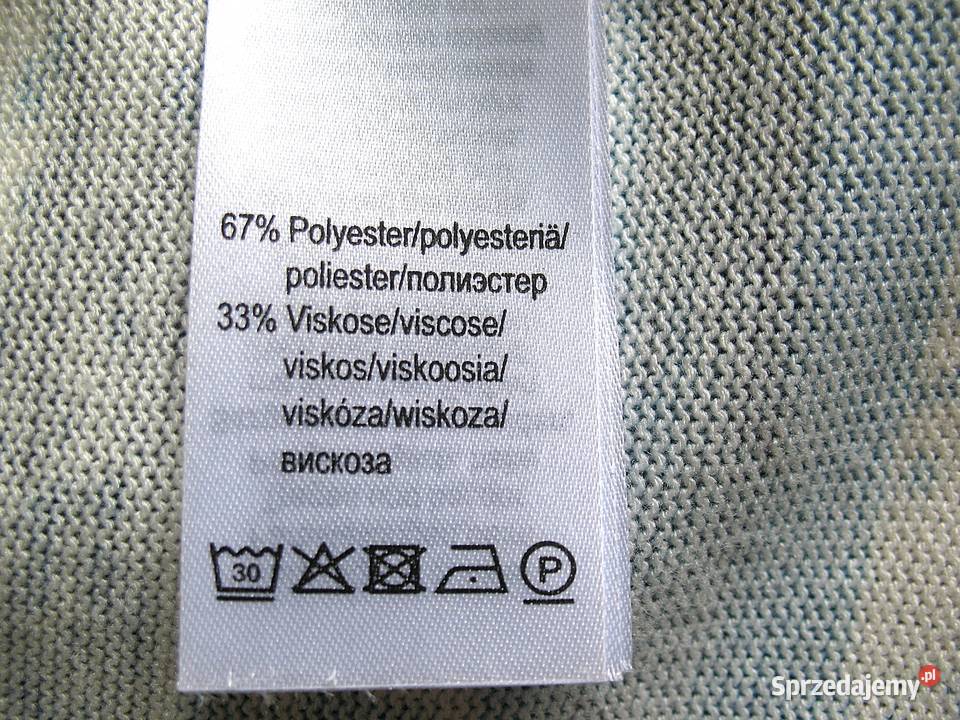 67% Polyester/polyesteriä/
poliester/полиэстер
33% Viskose/viscose/
viskos/viskoosia/
viskóza/wiskoza/
вискоза
30
P
Sprzedajemy.pl